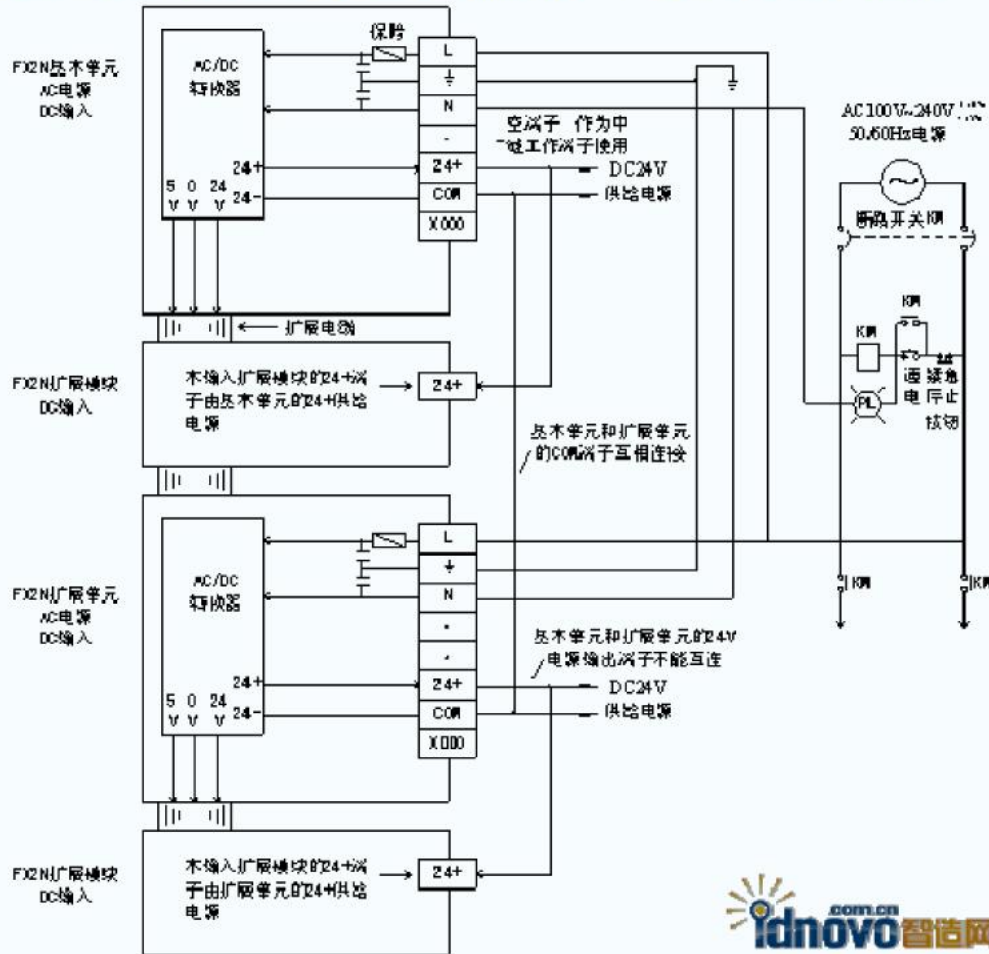 FX2N基本单元
AC电源
DC输入
AC/DC
转换器
5 0 24
V V V
24+
24-
保险
L
N
-
24+
COM
X000
空端子 作为中
继工作端子使用
DC24V
供给电源
AC100V~240V
50/60Hz电源
断路开关KM
KM
KM
PL
通电
紧急停止按钮
KM
KM
扩展电缆
FX2N扩展模块
DC输入
本输入扩展模块的24+端
子由基本单元的24+供给
电源
24+
基本单元和扩展单元
的COM端子互相连接
FX2N扩展单元
AC电源
DC输入
AC/DC
转换器
5 0 24
V V V
24+
24-
L
N
24+
COM
X000
基本单元和扩展单元的24V
电源输出端子不能互连
DC24V
供给电源
FX2N扩展模块
DC输入
本输入扩展模块的24+端
子由扩展单元的24+供给
电源
24+
idnovo.com.cn智造网